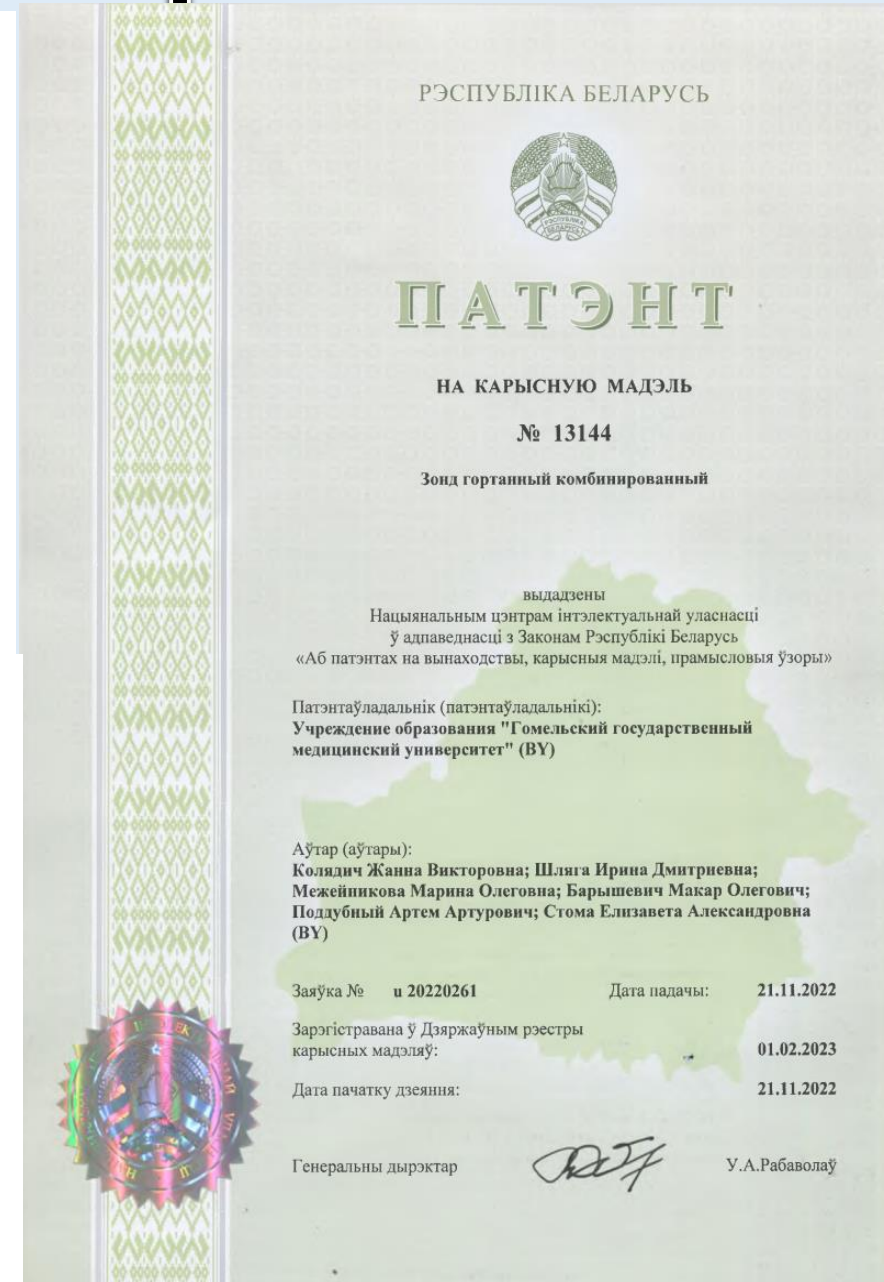 РЭСПУБЛІКА БЕЛАРУСЬ
РЭСПУБЛІКА
БЕЛАРУСЬ
ПАТЭНТ
НА КАРЫСНУЮ МАДЭЛЬ
№ 13144
Зонд гортанный комбинированный
выдадзены
Нацыянальным цэнтрам інтэлектуальнай уласнасці
ў адпаведнасці з Законам Рэспублікі Беларусь
«Аб патэнтах на вынаходствы, карысныя мадэлі, прамысловыя ўзоры»
Патэнтаўладальнік (патэнтаўладальнікі):
Учреждение образования "Гомельский государственный
медицинский университет" (BY)
Аўтар (аўтары):
Колядич Жанна Викторовна; Шляга Ирина Дмитриевна;
Межейникова Марина Олеговна; Барышевич Макар Олегович;
Поддубный Артем Артурович; Стома Елизавета Александровна
(BY)
Заяўка № u 20220261 Дата падачы: 21.11.2022
Зарэгістравана ў Дзяржаўным рэестры
карысных мадэляў: 01.02.2023
Дата пачатку дзеяння: 21.11.2022
Генеральны дырэктар У.А.Рабаволаў